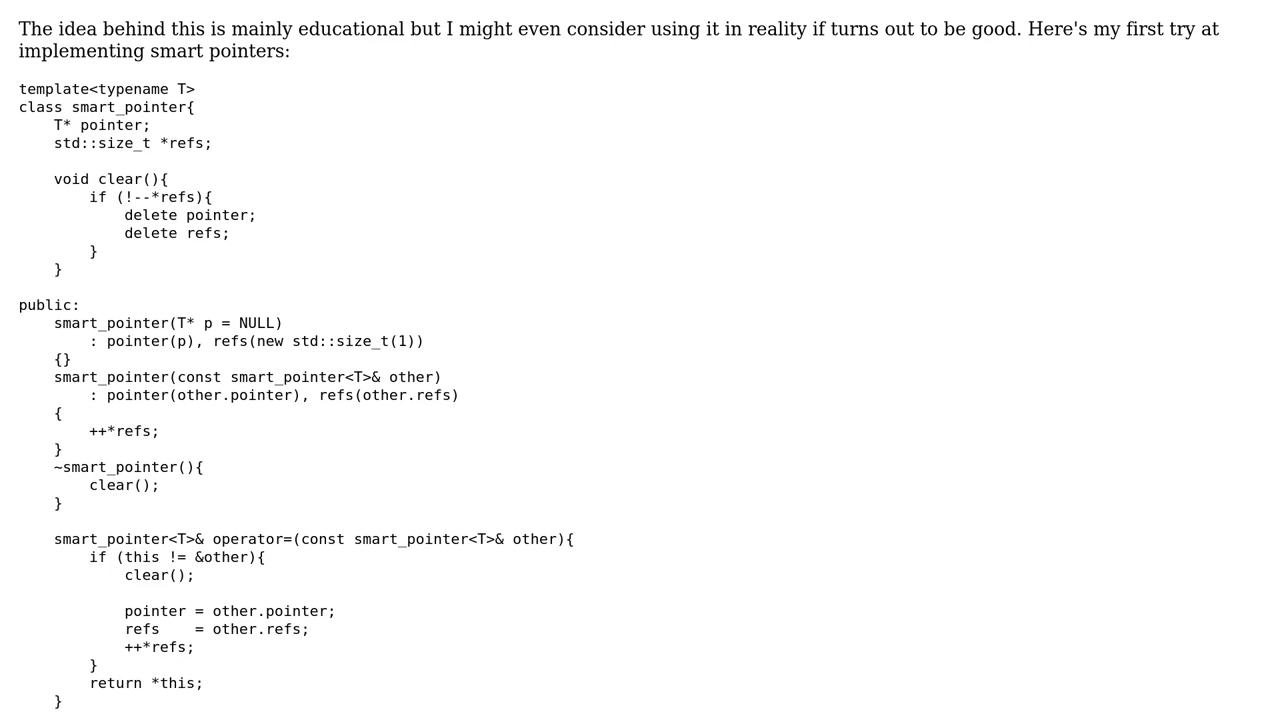 The idea behind this is mainly educational but I might even consider using it in reality if turns out to be good. Here's my first try at
implementing smart pointers:
template<typename T>
class smart_pointer{
    T* pointer;
    std::size_t *refs;

    void clear(){
        if (!--*refs){
            delete pointer;
            delete refs;
        }
    }

public:
    smart_pointer(T* p = NULL)
        : pointer(p), refs(new std::size_t(1))
    {}
    smart_pointer(const smart_pointer<T>& other)
        : pointer(other.pointer), refs(other.refs)
    {
        ++*refs;
    }
    ~smart_pointer(){
        clear();
    }

    smart_pointer<T>& operator=(const smart_pointer<T>& other){
        if (this != &other){
            clear();

            pointer = other.pointer;
            refs    = other.refs;
            ++*refs;
        }
        return *this;
    }